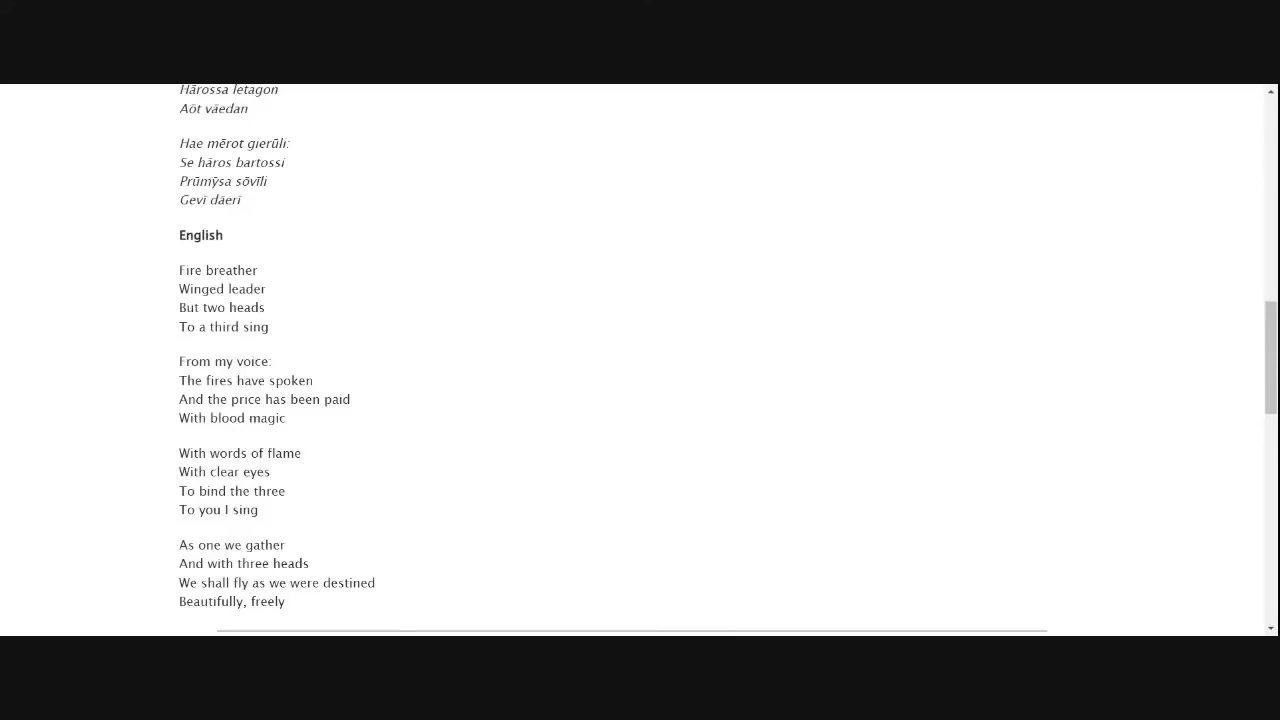 Hārossa letagon
Aōt vāedan
Hae mērot gierūli:
Se hāros bartossi
Prūmȳsa sōvīli
Gevī dāerī
English
Fire breather
Winged leader
But two heads
To a third sing
From my voice:
The fires have spoken
And the price has been paid
With blood magic
With words of flame
With clear eyes
To bind the three
To you I sing
As one we gather
And with three heads
We shall fly as we were destined
Beautifully, freely